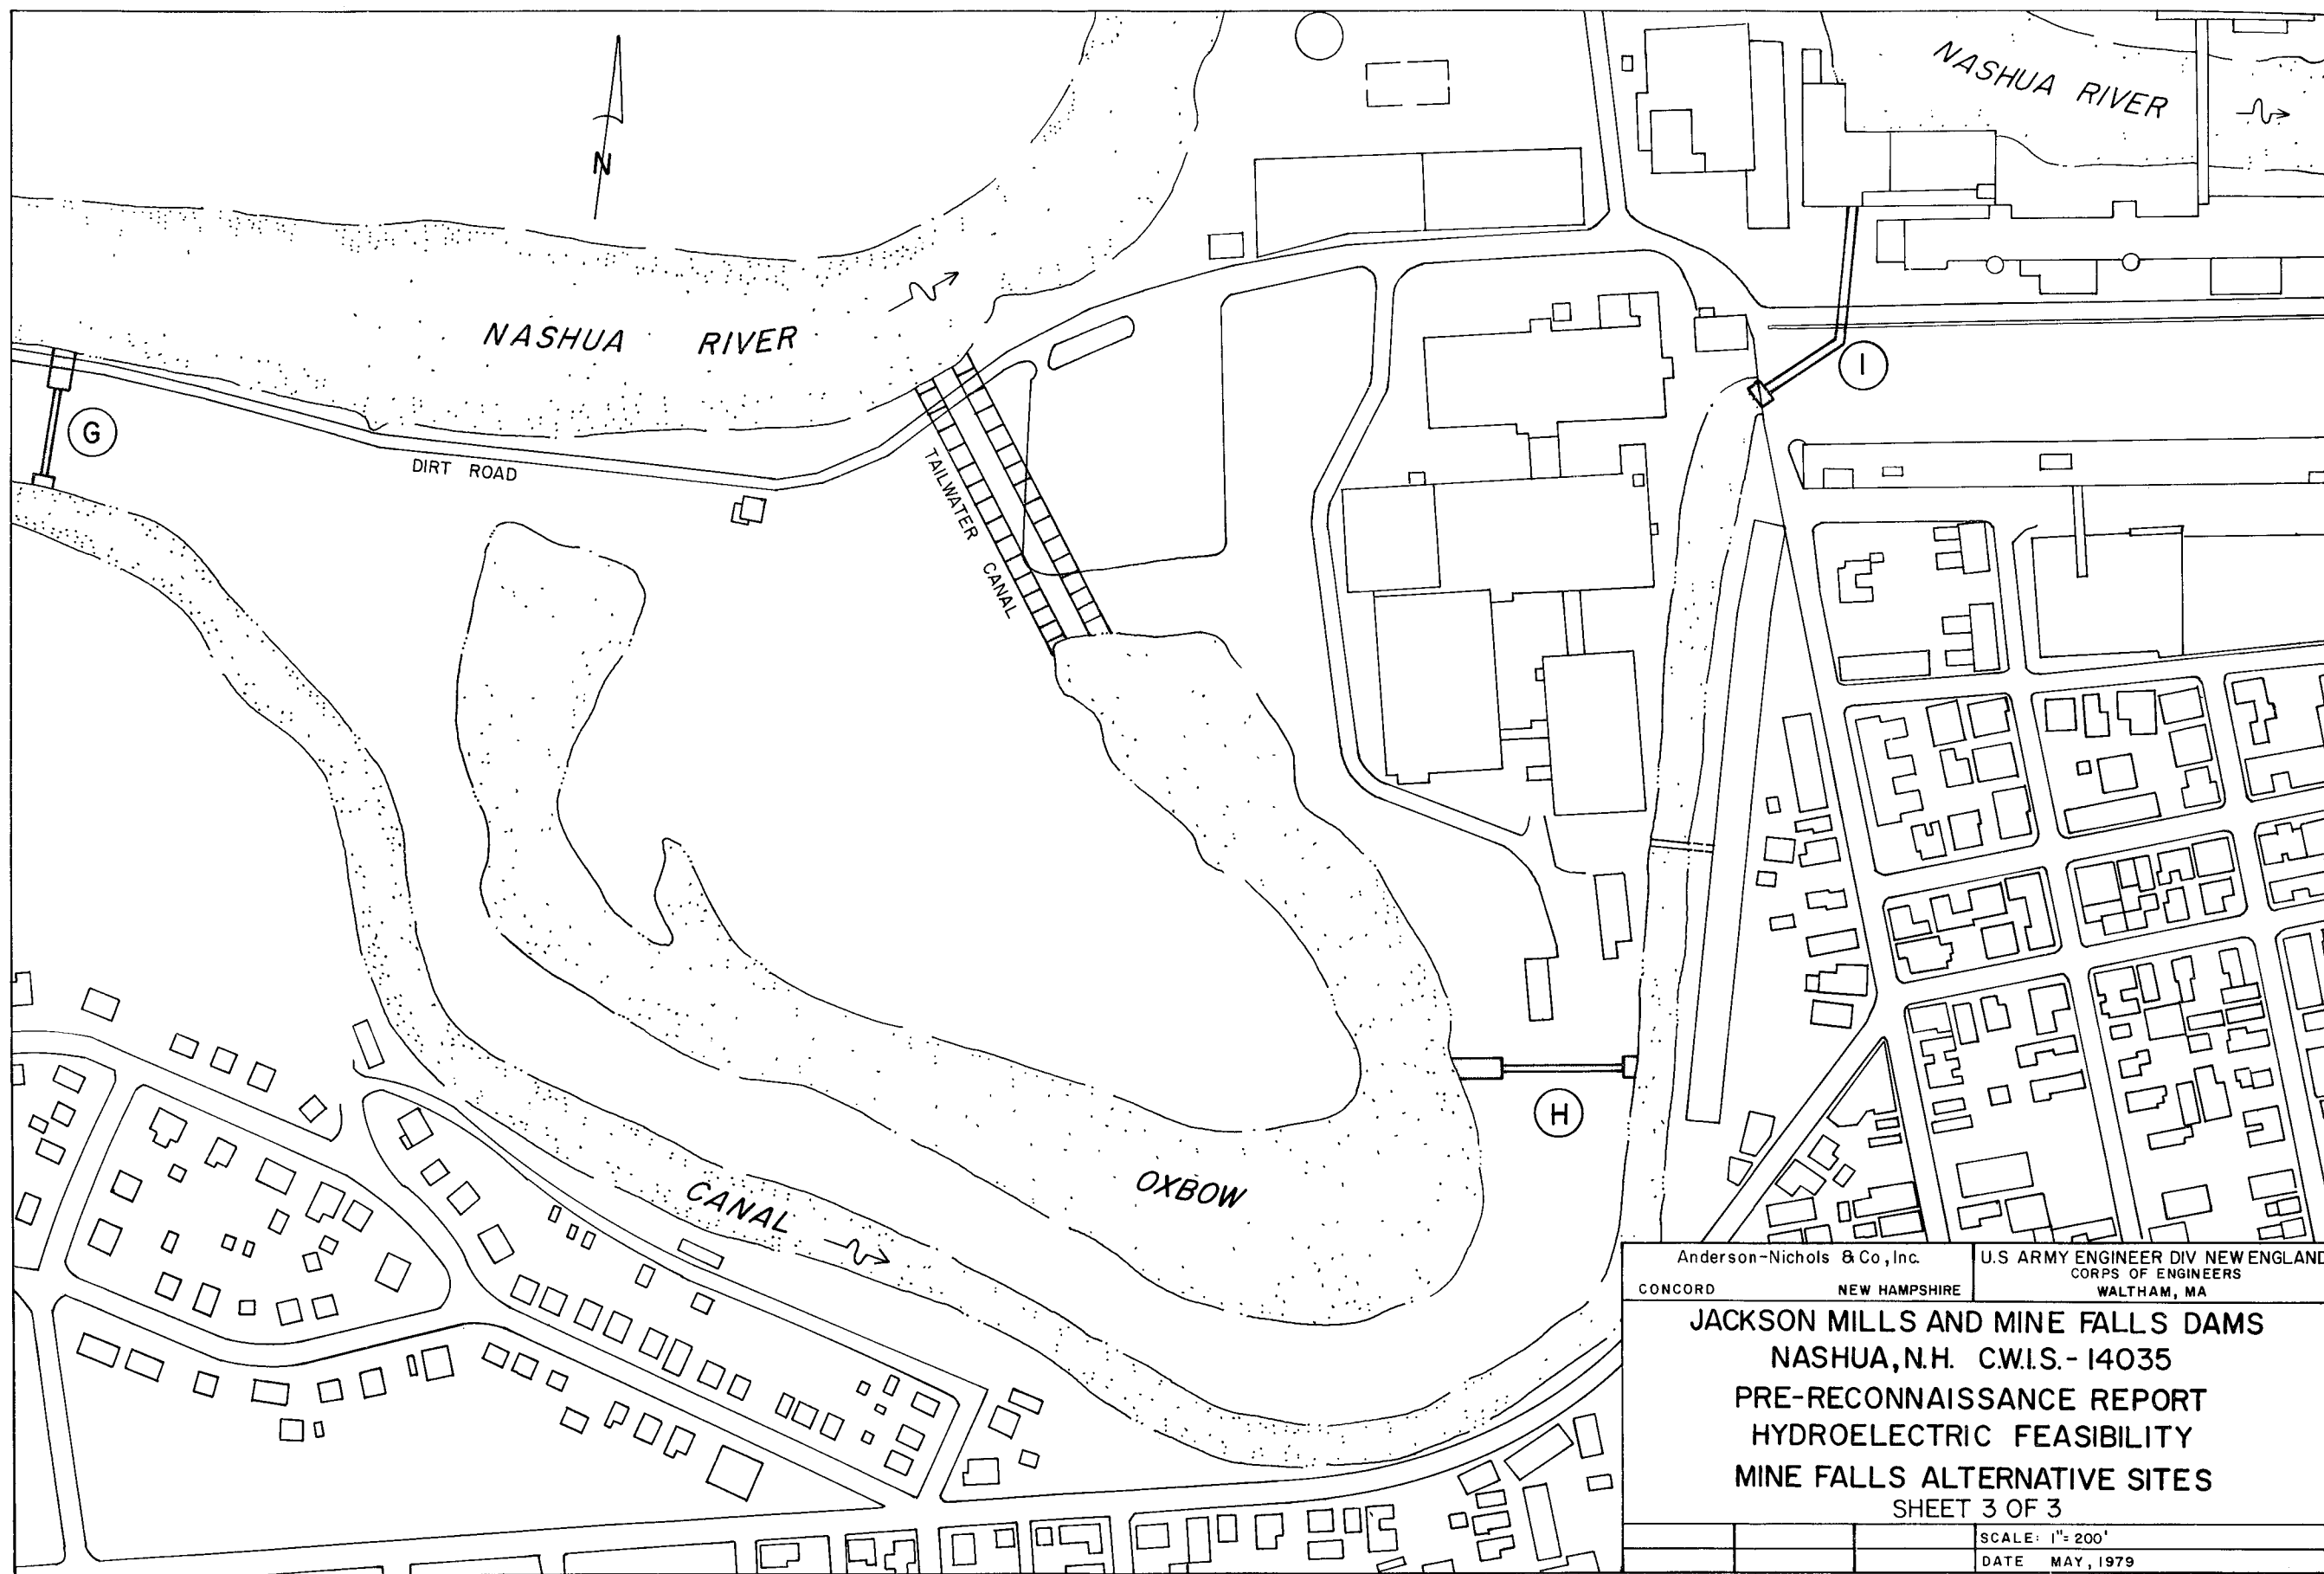 NASHUA RIVER
N
NASHUA RIVER
I
G
DIRT ROAD
TAILWATER CANAL
H
OXBOW
CANAL
Anderson-Nichols & Co, Inc.
CONCORD NEW HAMPSHIRE
U.S ARMY ENGINEER DIV NEW ENGLAND
CORPS OF ENGINEERS
WALTHAM, MA
JACKSON MILLS AND MINE FALLS DAMS
NASHUA, N.H. C.W.I.S.-14035
PRE-RECONNAISSANCE REPORT
HYDROELECTRIC FEASIBILITY
MINE FALLS ALTERNATIVE SITES
SHEET 3 OF 3
SCALE: 1"=200'
DATE MAY, 1979